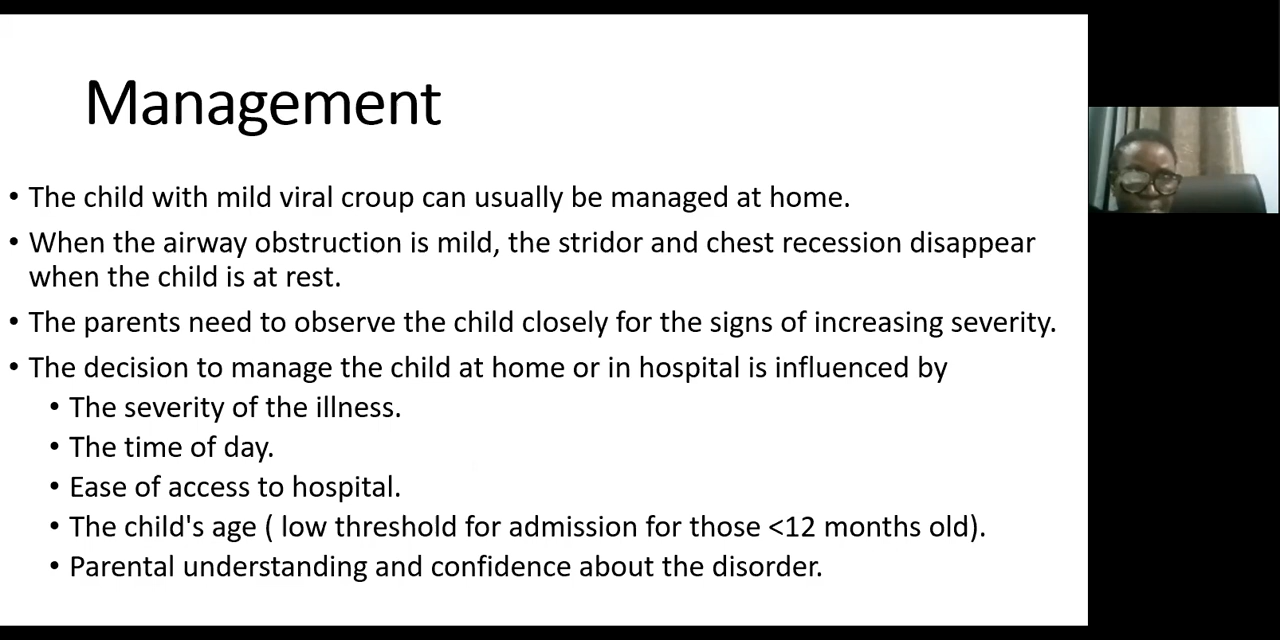 Management
• The child with mild viral croup can usually be managed at home.
• When the airway obstruction is mild, the stridor and chest recession disappear
when the child is at rest.
• The parents need to observe the child closely for the signs of increasing severity.
• The decision to manage the child at home or in hospital is influenced by
• The severity of the illness.
• The time of day.
• Ease of access to hospital.
• The child's age ( low threshold for admission for those <12 months old).
• Parental understanding and confidence about the disorder.